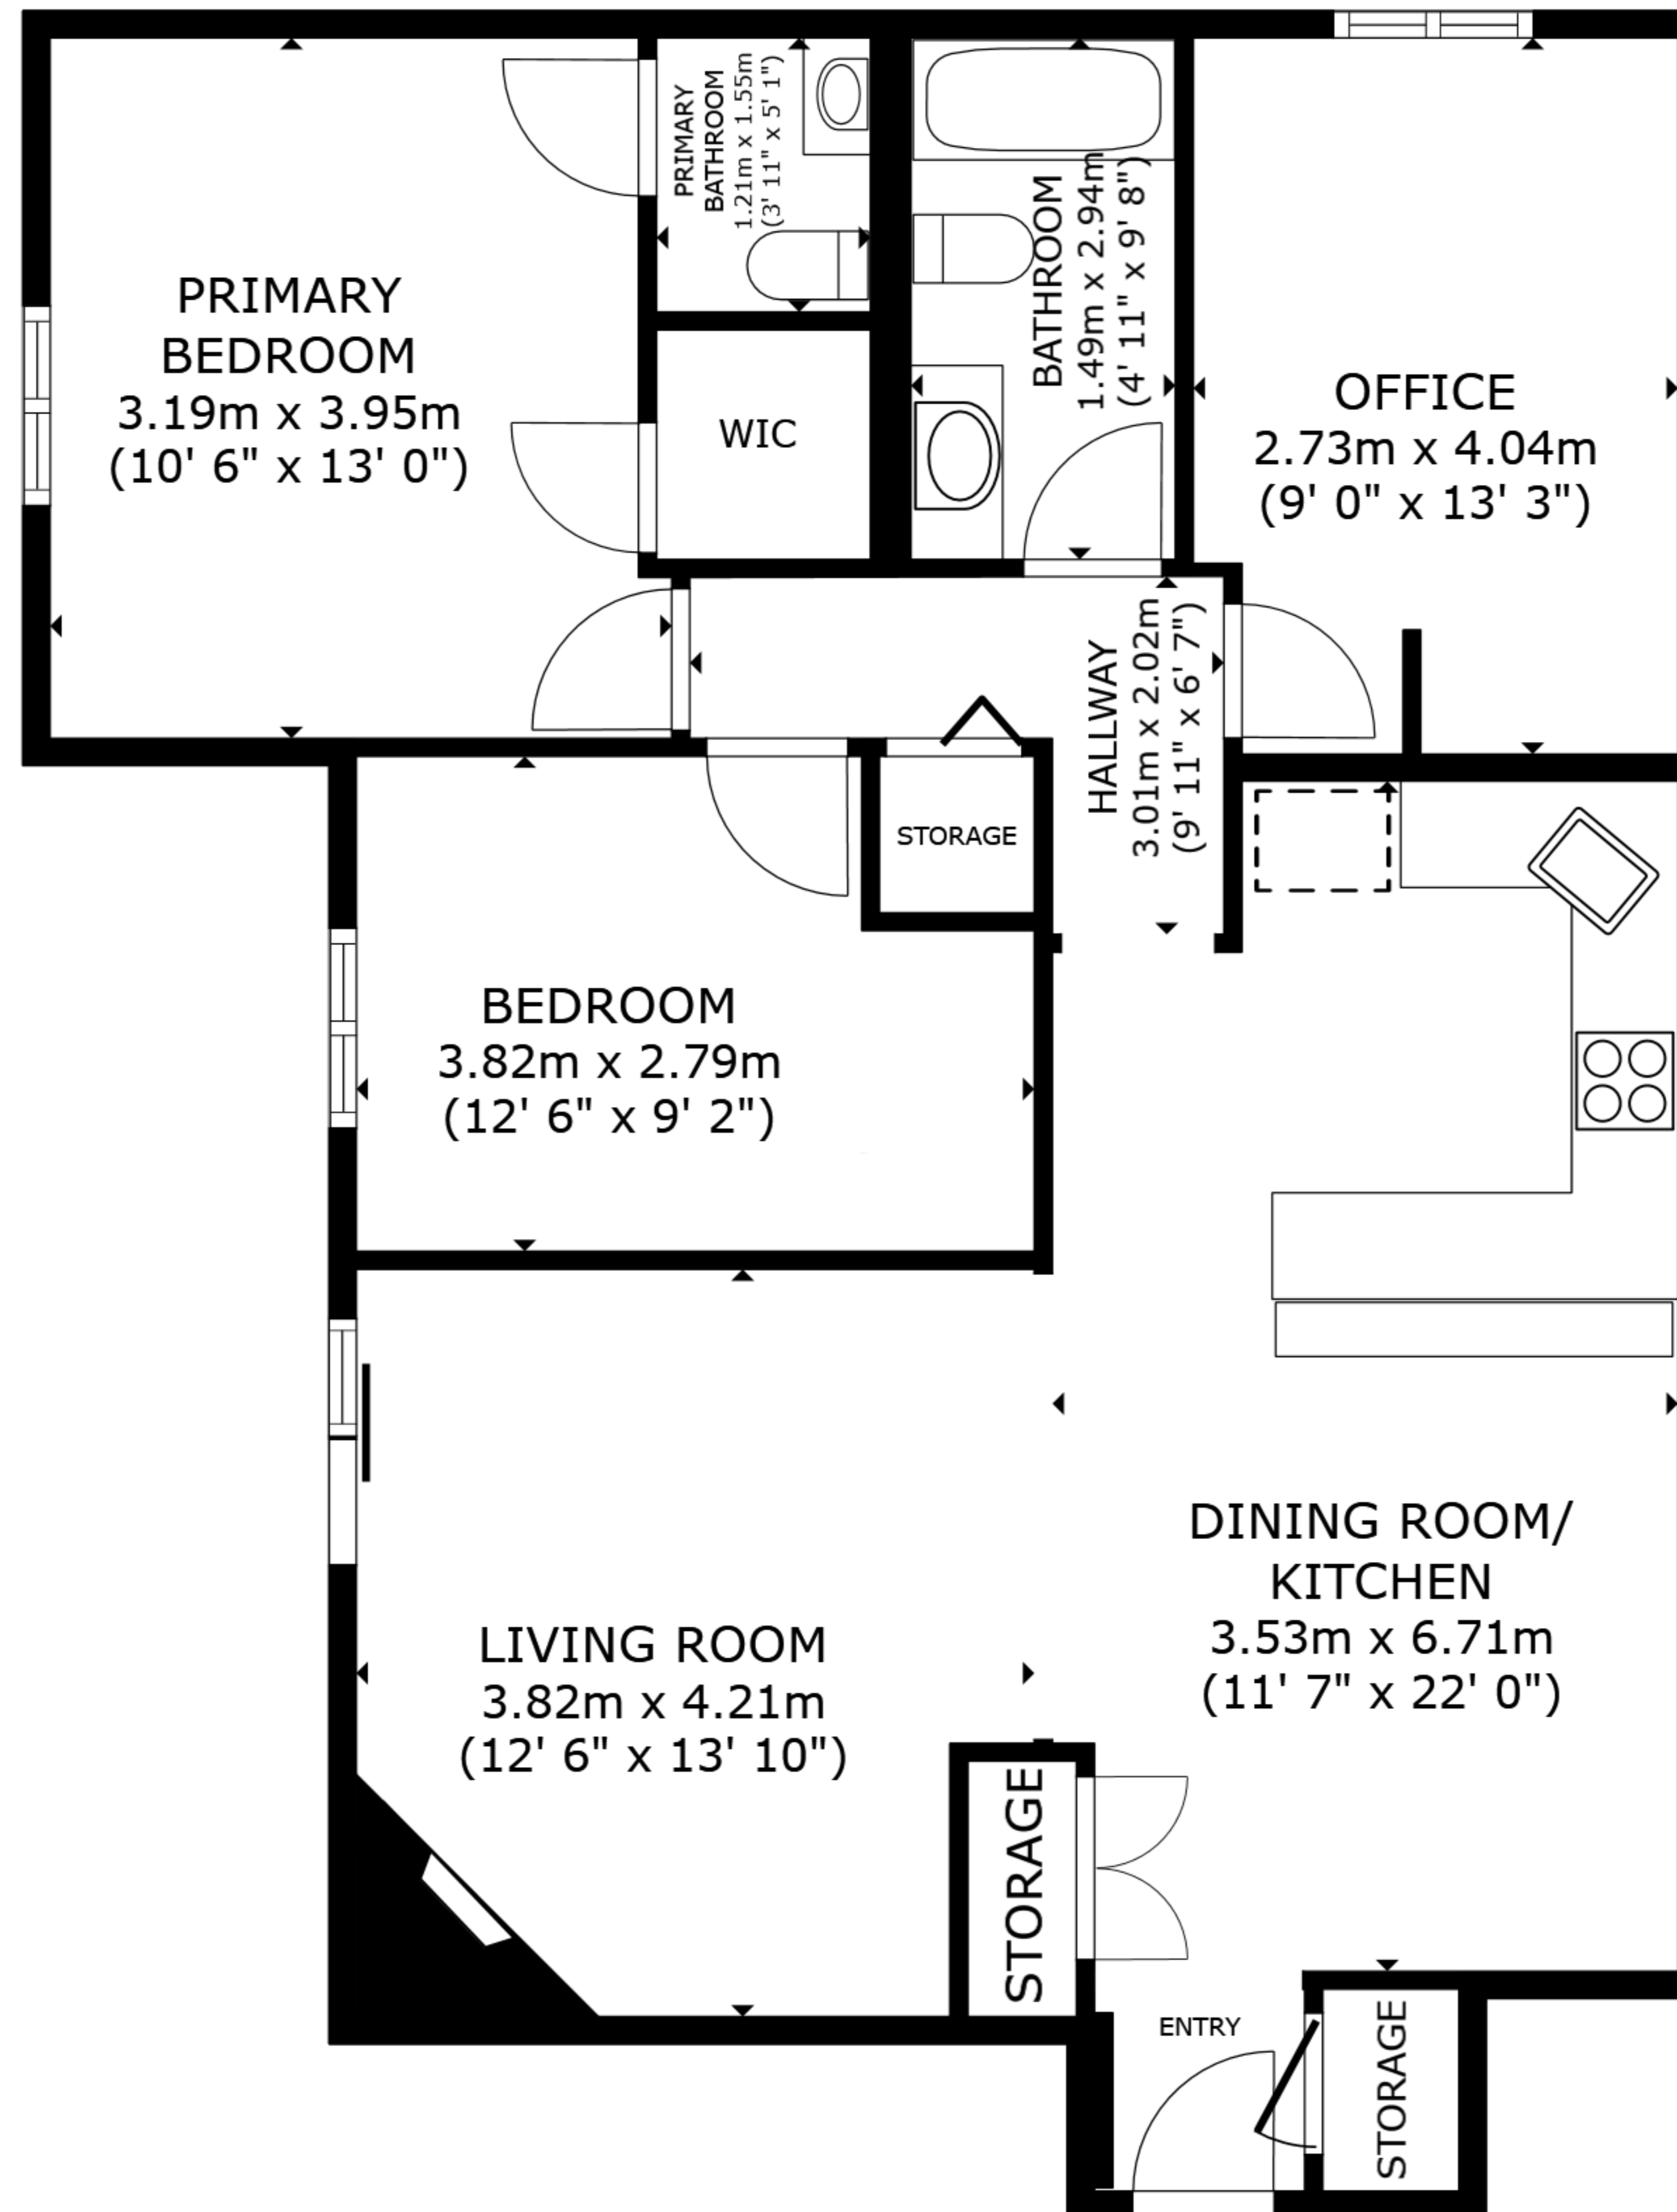 PRIMARY
BATHROOM
1.21m x 1.55m
(3' 11" x 5' 1")
PRIMARY
BEDROOM
3.19m x 3.95m
(10' 6" x 13' 0")
WIC
BATHROOM
1.49m x 2.94m
(4' 11" x 9' 8")
OFFICE
2.73m x 4.04m
(9' 0" x 13' 3")
HALLWAY
3.01m x 2.02m
(9' 11" x 6' 7")
STORAGE
BEDROOM
3.82m x 2.79m
(12' 6" x 9' 2")
DINING ROOM/
KITCHEN
3.53m x 6.71m
(11' 7" x 22' 0")
LIVING ROOM
3.82m x 4.21m
(12' 6" x 13' 10")
STORAGE
ENTRY
STORAGE